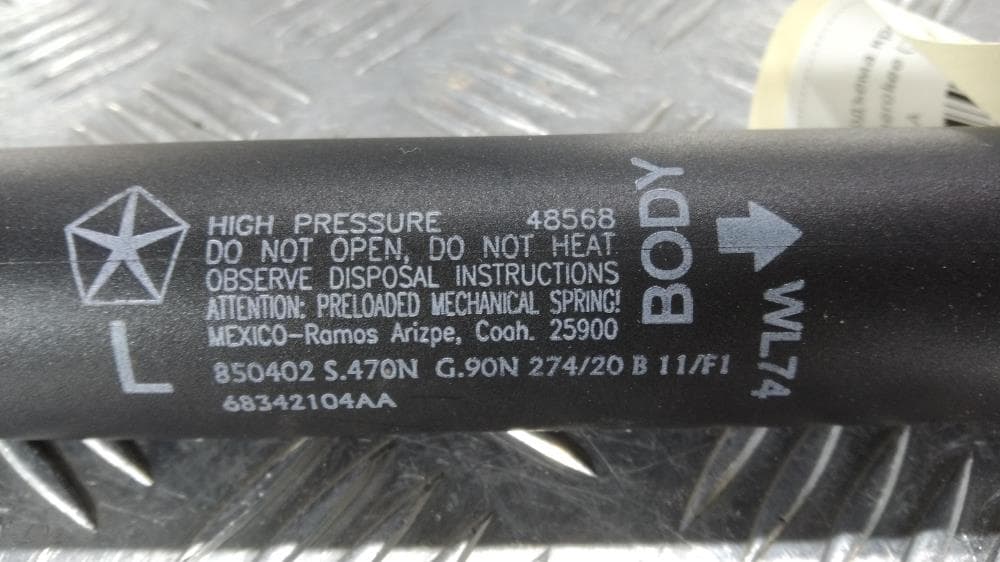 HIGH PRESSURE 48568
DO NOT OPEN, DO NOT HEAT
OBSERVE DISPOSAL INSTRUCTIONS
ATTENTION: PRELOADED MECHANICAL SPRING!
MEXICO-Ramos Arizpe, Coah. 25900
850402 S.470N G.90N 274/20 B 11/F1
68342104AA
L
BODY
WL74